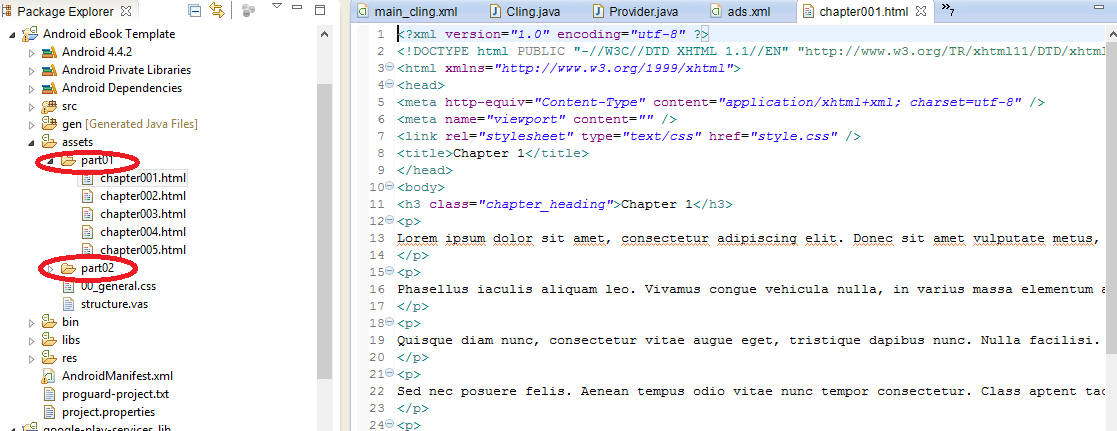 Package Explorer
Android eBook Template
Android 4.4.2
Android Private Libraries
Android Dependencies
src
gen [Generated Java Files]
assets
part01
chapter001.html
chapter002.html
chapter003.html
chapter004.html
chapter005.html
part02
00_general.css
structure.vas
bin
libs
res
AndroidManifest.xml
proguard-project.txt
project.properties
google-play-services_lib
main_cling.xml Cling.java Provider.java ads.xml chapter001.html »7
1 <?xml version="1.0" encoding="utf-8" ?>
2 <!DOCTYPE html PUBLIC "-//W3C//DTD XHTML 1.1//EN" "http://www.w3.org/TR/xhtml11/DTD/xhtml
3 <html xmlns="http://www.w3.org/1999/xhtml">
4 <head>
5 <meta http-equiv="Content-Type" content="application/xhtml+xml; charset=utf-8" />
6 <meta name="viewport" content="" />
7 <link rel="stylesheet" type="text/css" href="style.css" />
8 <title>Chapter 1</title>
9 </head>
10 <body>
11 <h3 class="chapter_heading">Chapter 1</h3>
12 <p>
13 Lorem ipsum dolor sit amet, consectetur adipiscing elit. Donec sit amet vulputate metus,
14 </p>
15 <p>
16 Phasellus iaculis aliquam leo. Vivamus congue vehicula nulla, in varius massa elementum a
17 </p>
18 <p>
19 Quisque diam nunc, consectetur vitae augue eget, tristique dapibus nunc. Nulla facilisi.
20 </p>
21 <p>
22 Sed nec posuere felis. Aenean tempus odio vitae nunc tempor consectetur. Class aptent tac
23 </p>
24 <p>